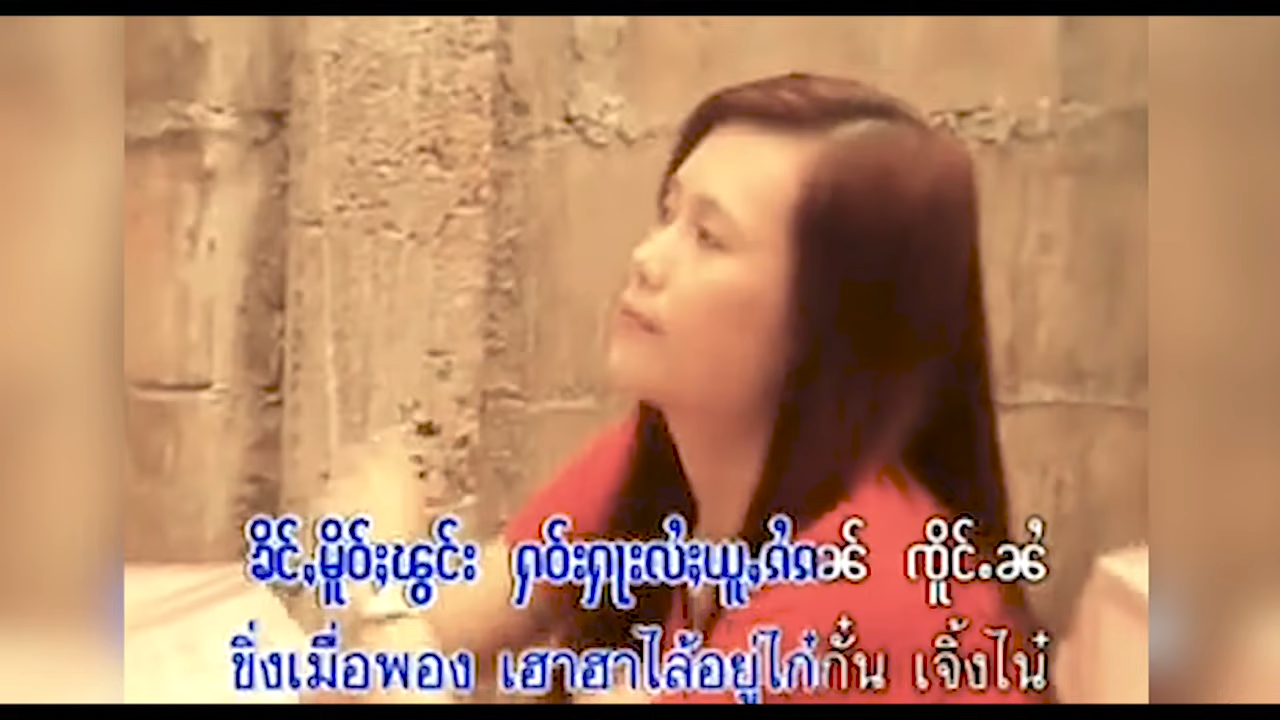 ၶိင်ႇမိူဝ်ႈၽွင်း ႁဝ်းႁႃးလႆႈယူႇၵႆၵၼ် ၸိူင်ႉၼႆ
ขิ่งเมื่อพอง เฮาฮาไล้อยู่ไก๋กั๋น เจิ้งไน๋